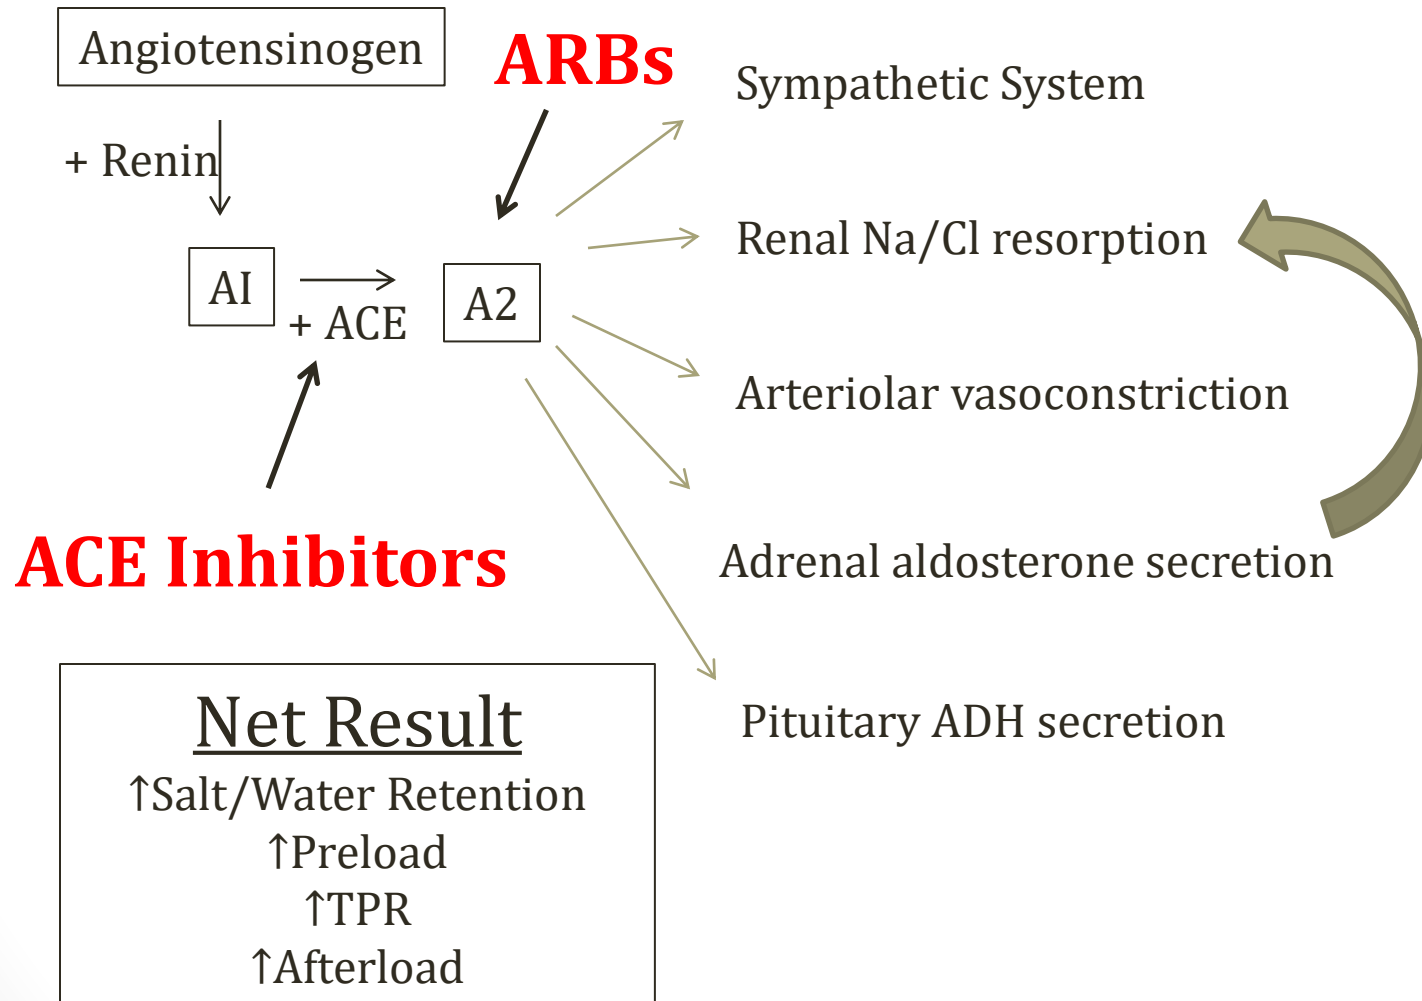 Angiotensinogen
ARBs
Sympathetic System
+ Renin
Renal Na/Cl resorption
AI
+ ACE
A2
Arteriolar vasoconstriction
ACE Inhibitors
Adrenal aldosterone secretion
Pituitary ADH secretion
Net Result
↑Salt/Water Retention
↑Preload
↑TPR
↑Afterload